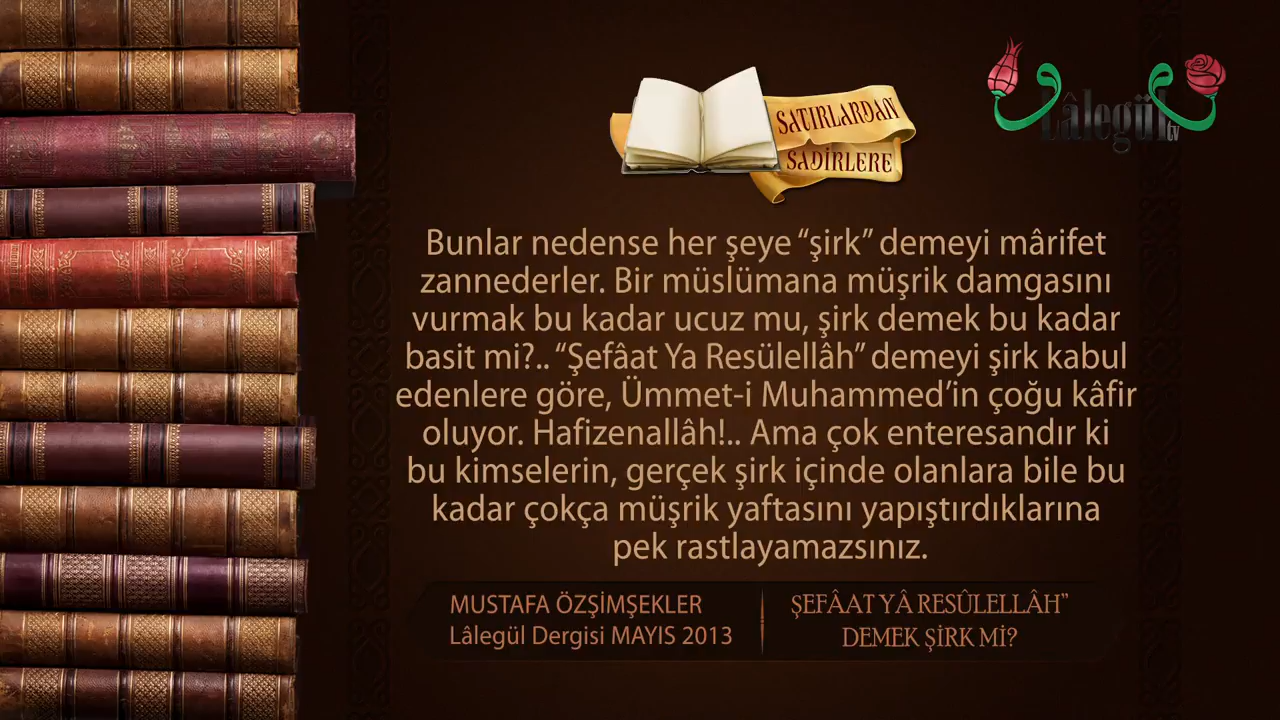 SATIRLARDAN
SADIRLERE
Lâlegül
tv
Bunlar nedense her şeye “şirk” demeyi mârifet
zannederler. Bir müslümana müşrik damgasını
vurmak bu kadar ucuz mu, şirk demek bu kadar
basit mi?.. “Şefâat Ya Resülellâh” demeyi şirk kabul
edenlere göre, Ümmet-i Muhammed’in çoğu kâfir
oluyor. Hafizenallâh!.. Ama çok enteresandır ki
bu kimselerin, gerçek şirk içinde olanlara bile bu
kadar çokça müşrik yaftasını yapıştırdıklarına
pek rastlayamazsınız.
MUSTAFA ÖZŞİMŞEKLER
Lâlegül Dergisi MAYIS 2013
ŞEFÂAT YÂ RESÛLELLÂH”
DEMEK ŞİRK Mİ?